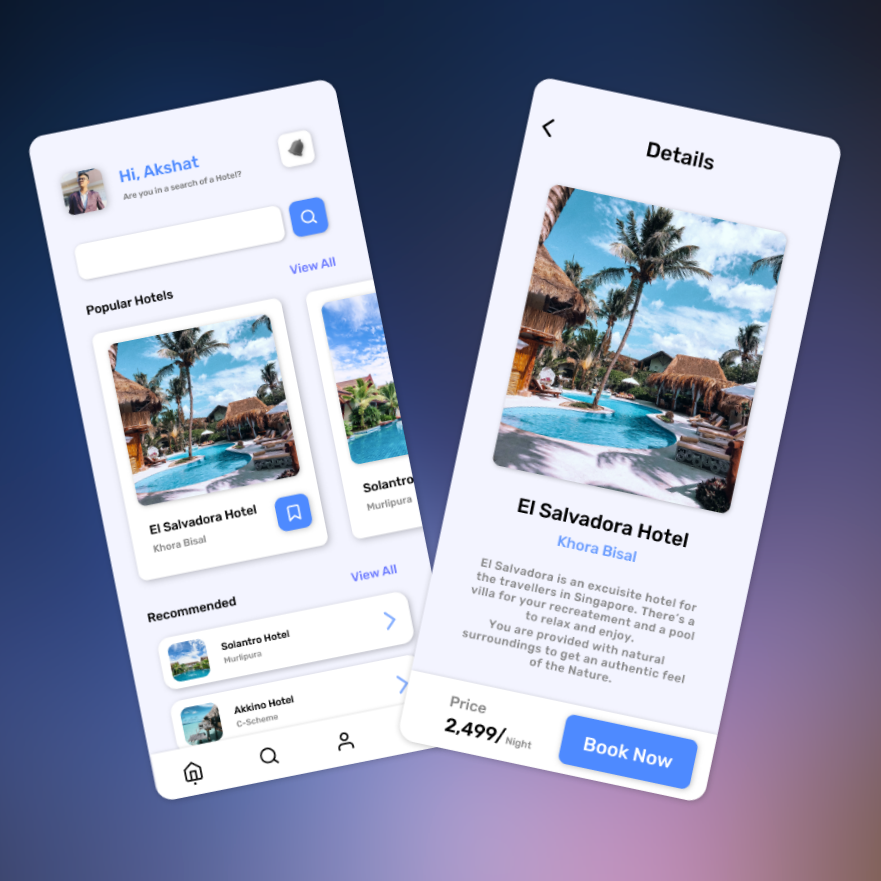 Hi, Akshat
Are you in a search of a Hotel?
View All
Popular Hotels
El Salvadora Hotel
Khora Bisal
Solantro
Murlipura
View All
Recommended
Solantro Hotel
Murlipura
Akkino Hotel
C-Scheme
Details
El Salvadora Hotel
Khora Bisal
El Salvadora is an excuisite hotel for
the travellers in Singapore. There's a
villa for your recreatement and a pool
to relax and enjoy.
You are provided with natural
surroundings to get an authentic feel
of the Nature.
Price
2,499/Night
Book Now